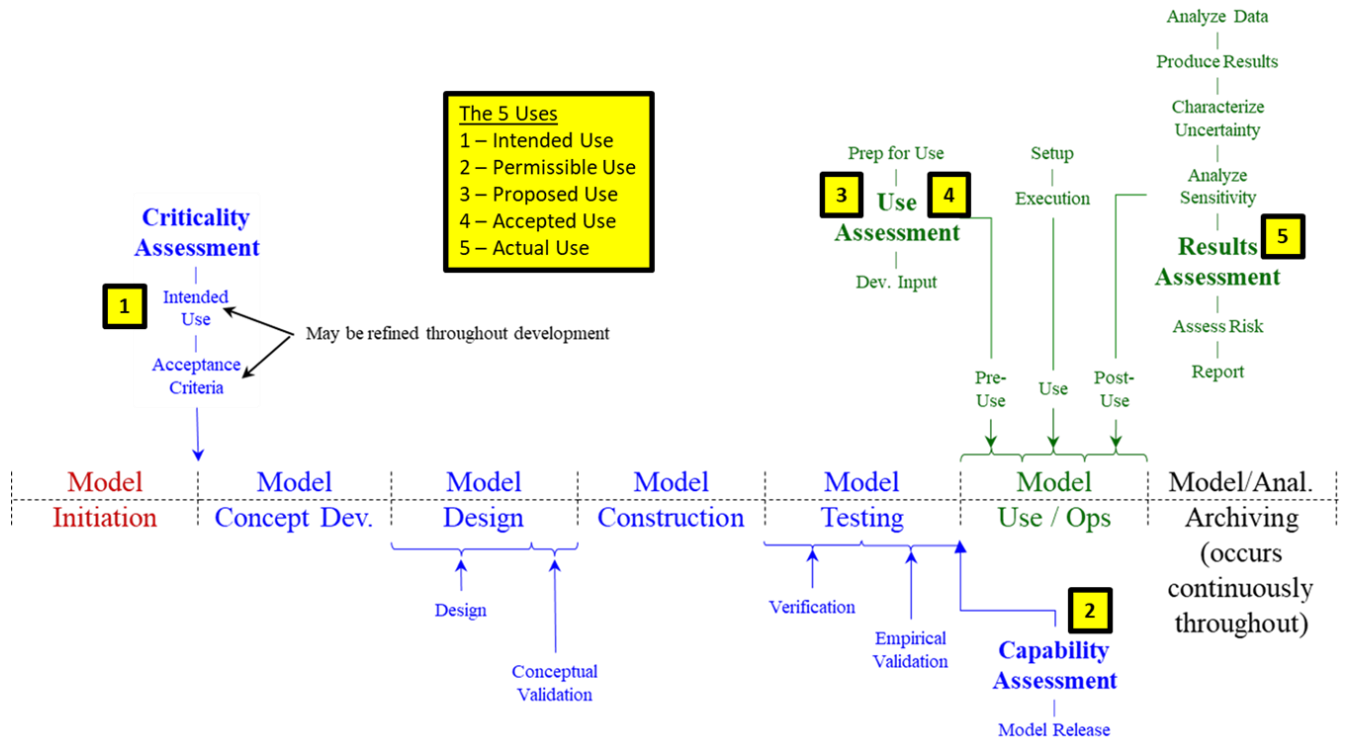 Analyze Data
Produce Results
Characterize
Uncertainty
Analyze
Sensitivity
Results
Assessment
5
Assess Risk
Report
The 5 Uses
1 – Intended Use
2 – Permissible Use
3 – Proposed Use
4 – Accepted Use
5 – Actual Use
Prep for Use
3
Use
4
Assessment
Dev. Input
Setup
Execution
Criticality
Assessment
1
Intended
Use
Acceptance
Criteria
May be refined throughout development
Pre-
Use
Use
Post-
Use
Model
Initiation
Model
Concept Dev.
Model
Design
Model
Construction
Model
Testing
Model
Use / Ops
Model/Anal.
Archiving
(occurs
continuously
throughout)
Design
Conceptual
Validation
Verification
Empirical
Validation
2
Capability
Assessment
Model Release